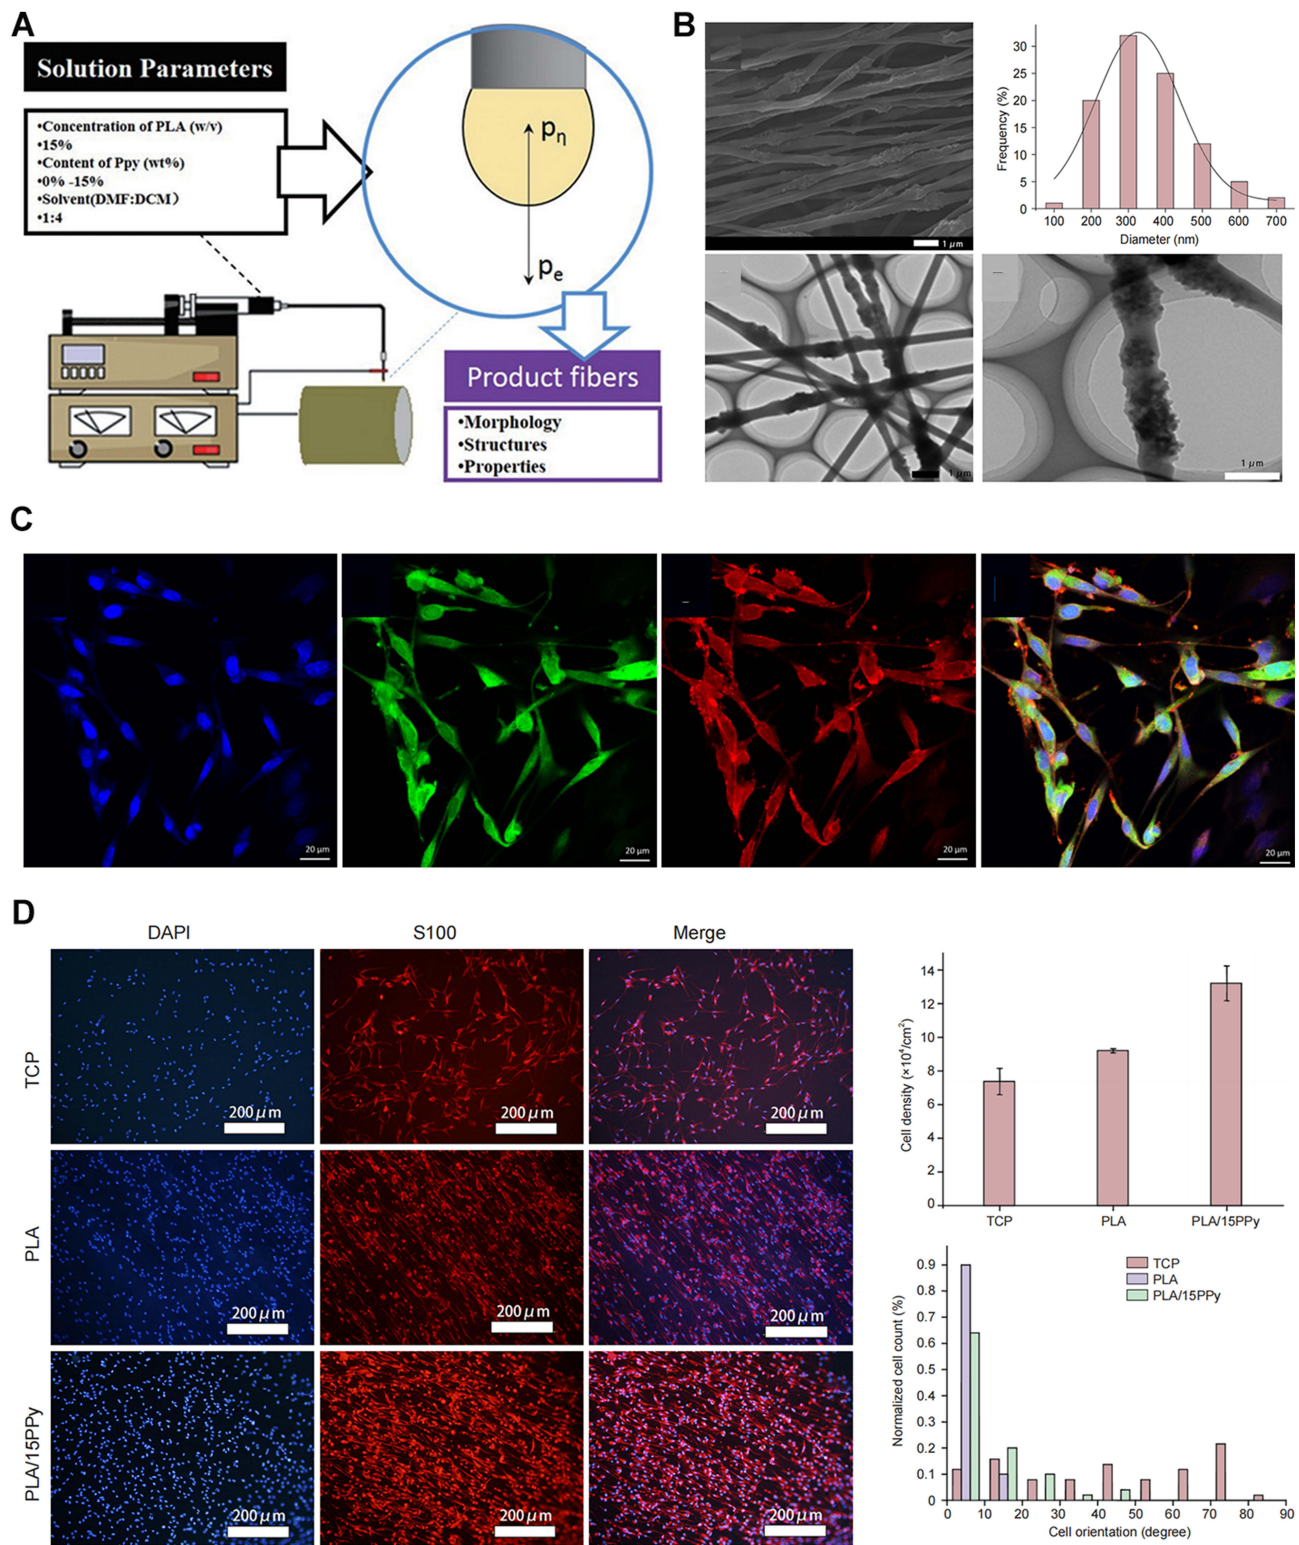 A
Solution Parameters
•Concentration of PLA (w/v)
•15%
•Content of Ppy (wt%)
•0% -15%
•Solvent(DMF:DCM）
•1:4
pη
pe
Product fibers
•Morphology
•Structures
•Properties
B
1 μm
Frequency (%)
30
25
20
15
10
5
0
100 200 300 400 500 600 700
Diameter (nm)
1 μm
1 μm
C
20 μm
20 μm
20 μm
20 μm
D
DAPI S100 Merge
TCP
200 μm
200 μm
200 μm
PLA
200 μm
200 μm
200 μm
PLA/15PPy
200 μm
200 μm
200 μm
Cell density (×10⁴/cm²)
14
12
10
8
6
4
2
0
TCP PLA PLA/15PPy
Normalized cell count (%)
0.9
0.8
0.7
0.6
0.5
0.4
0.3
0.2
0.1
0
TCP
PLA
PLA/15PPy
0 10 20 30 40 50 60 70 80 90
Cell orientation (degree)